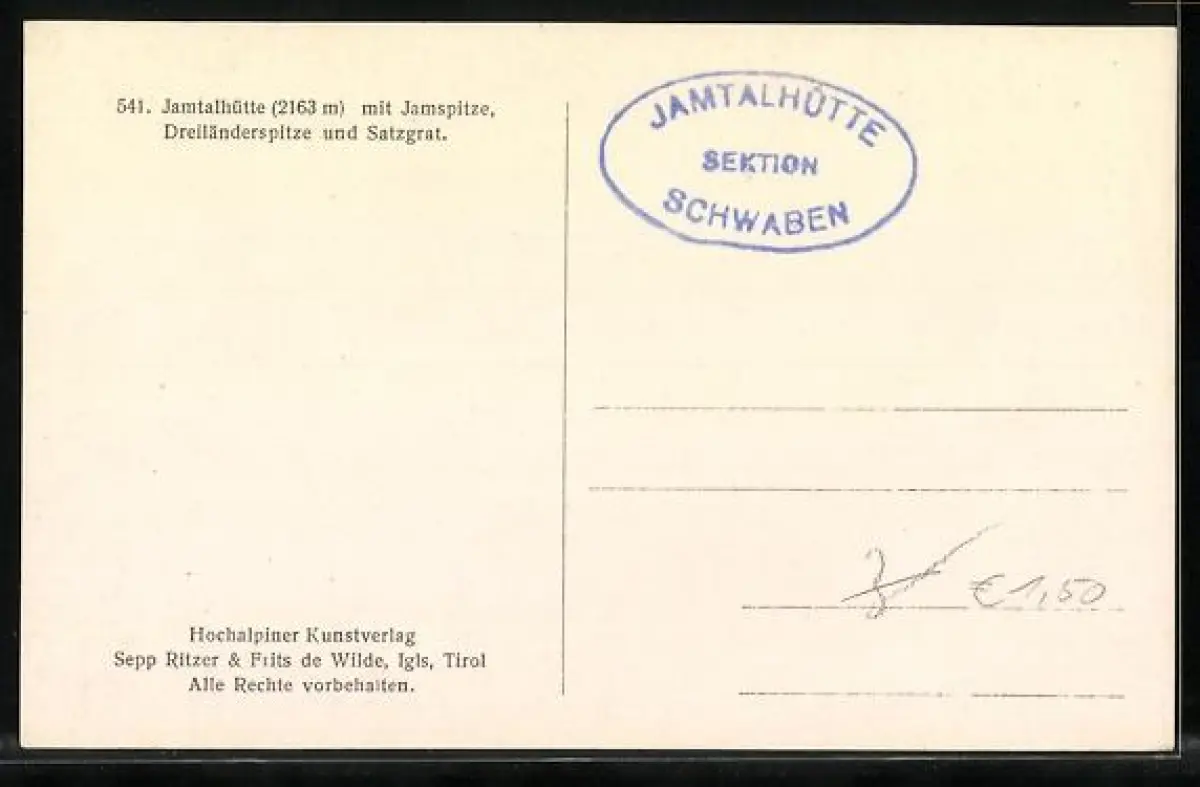 541. Jamtalhütte (2163 m) mit Jamspitze,
Dreiländerspitze und Satzgrat.
JAMTALHÜTTE
SEKTION
SCHWABEN
€ 1,50
Hochalpiner Kunstverlag
Sepp Ritzer & Frits de Wilde, Igls, Tirol
Alle Rechte vorbehalten.